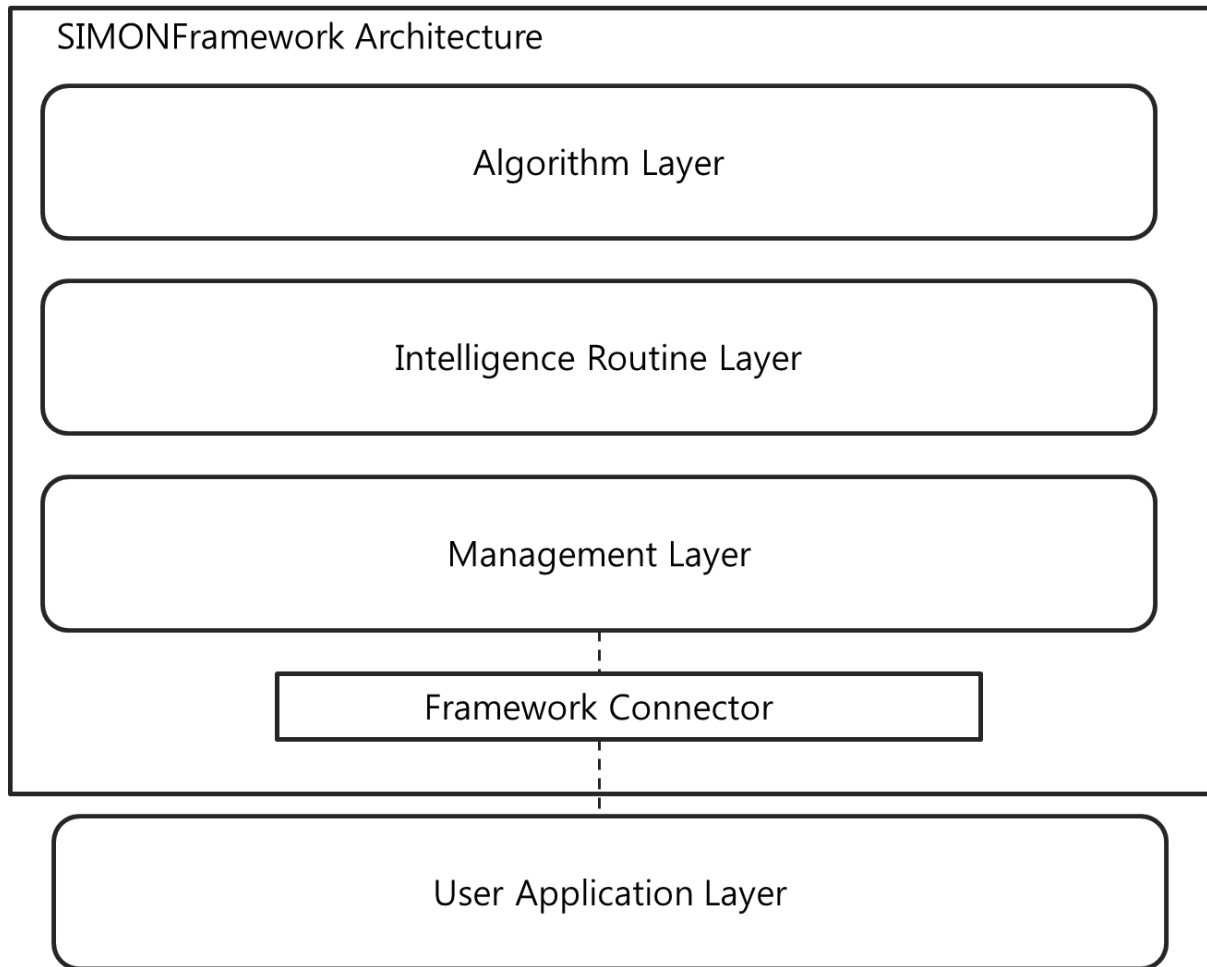 SIMONFramework Architecture
Algorithm Layer
Intelligence Routine Layer
Management Layer
Framework Connector
User Application Layer